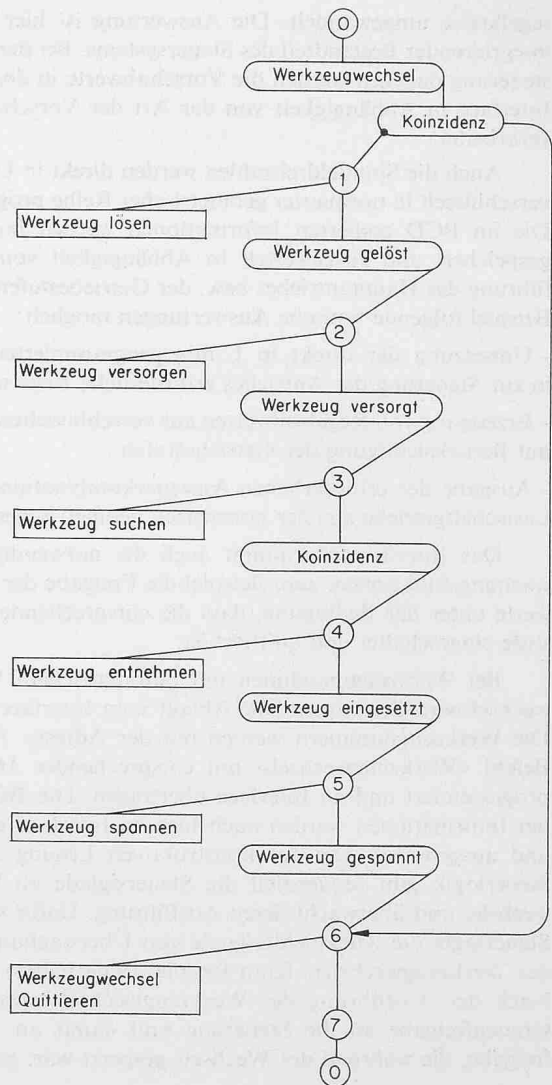 0
Werkzeugwechsel
Koinzidenz
1
Werkzeug lösen
Werkzeug gelöst
2
Werkzeug versorgen
Werkzeug versorgt
3
Werkzeug suchen
Koinzidenz
4
Werkzeug entnehmen
Werkzeug eingesetzt
5
Werkzeug spannen
Werkzeug gespannt
6
Werkzeugwechsel
Quittieren
7
0